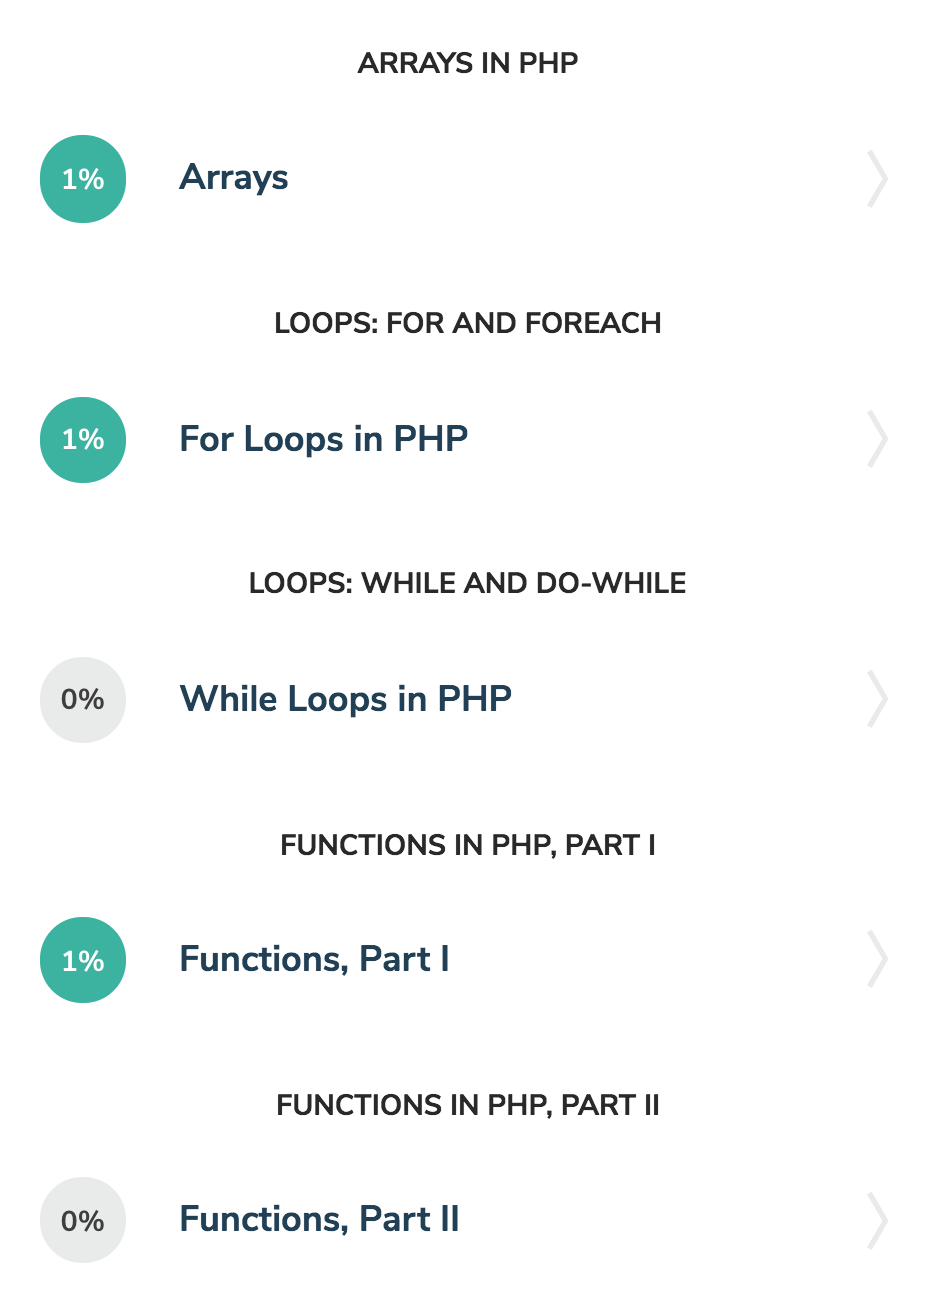 ARRAYS IN PHP
1% Arrays
LOOPS: FOR AND FOREACH
1% For Loops in PHP
LOOPS: WHILE AND DO-WHILE
0% While Loops in PHP
FUNCTIONS IN PHP, PART I
1% Functions, Part I
FUNCTIONS IN PHP, PART II
0% Functions, Part II